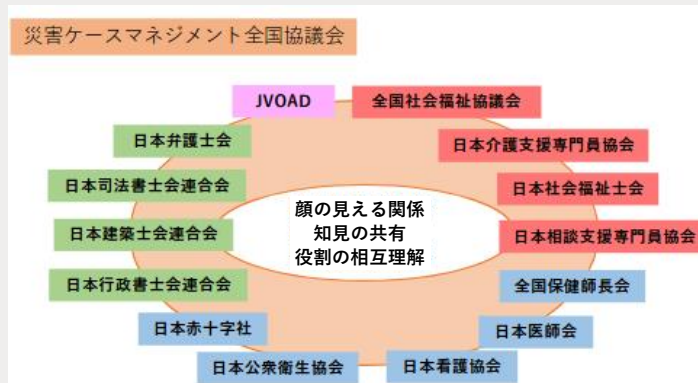 災害ケースマネジメント全国協議会
JVOAD
全国社会福祉協議会
日本弁護士会
日本介護支援専門員協会
日本司法書士会連合会
日本社会福祉士会
日本建築士会連合会
顔の見える関係
知見の共有
役割の相互理解
日本相談支援専門員協会
日本行政書士会連合会
全国保健師長会
日本赤十字社
日本医師会
日本公衆衛生協会
日本看護協会